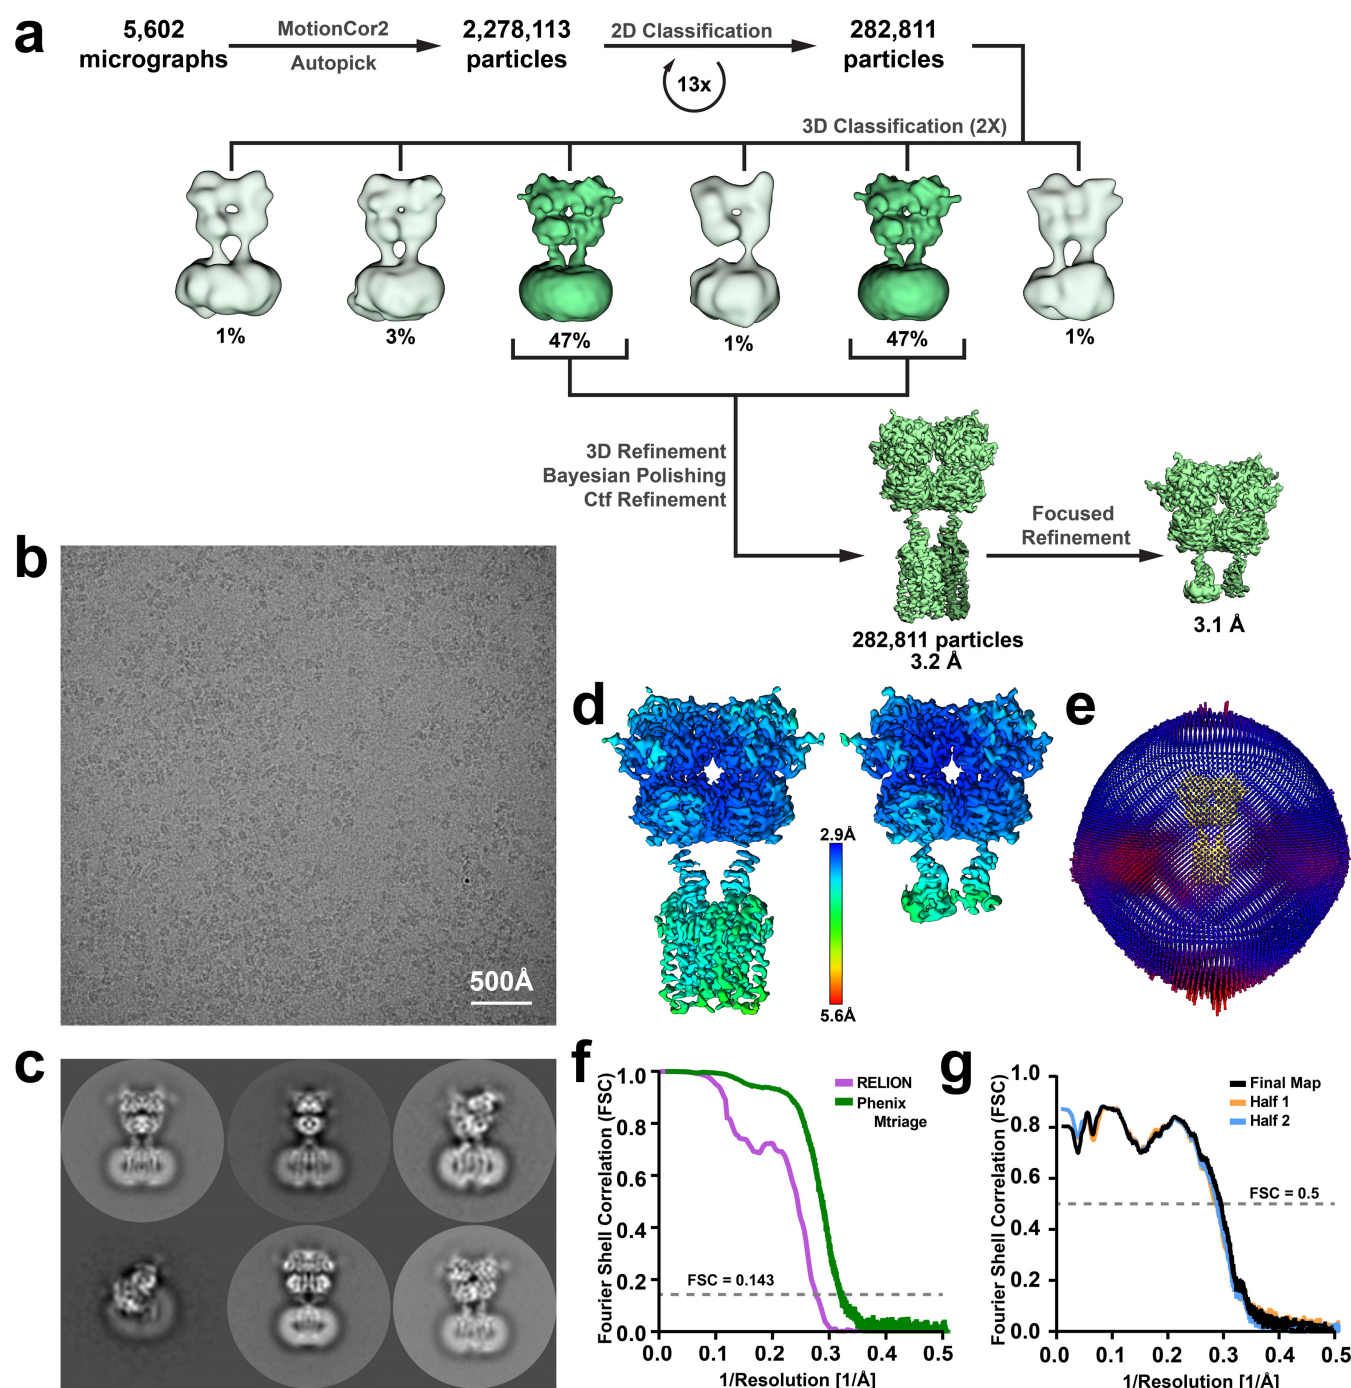 a
5,602
micrographs
MotionCor2
Autopick
2,278,113
particles
2D Classification
13x
282,811
particles
3D Classification (2X)
1%
3%
47%
1%
47%
1%
3D Refinement
Bayesian Polishing
Ctf Refinement
282,811 particles
3.2 Å
Focused
Refinement
3.1 Å
b
500Å
c
d
2.9Å
5.6Å
e
f
Fourier Shell Correlation (FSC)
1.0
0.8
0.6
0.4
0.2
0.0
RELION
Phenix
Mtriage
FSC = 0.143
0.0 0.1 0.2 0.3 0.4 0.5
1/Resolution [1/Å]
g
Fourier Shell Correlation (FSC)
1.0
0.8
0.6
0.4
0.2
0.0
Final Map
Half 1
Half 2
FSC = 0.5
0.0 0.1 0.2 0.3 0.4 0.5
1/Resolution [1/Å]